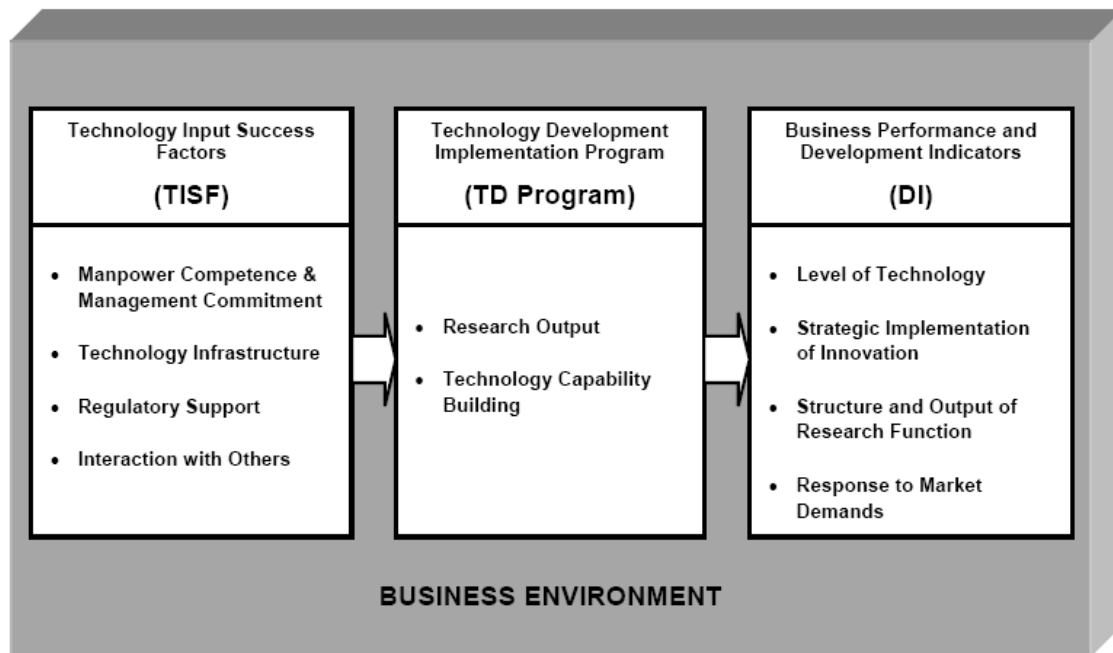 Technology Input Success
Factors
(TISF)
• Manpower Competence &
Management Commitment
• Technology Infrastructure
• Regulatory Support
• Interaction with Others
Technology Development
Implementation Program
(TD Program)
• Research Output
• Technology Capability
Building
Business Performance and
Development Indicators
(DI)
• Level of Technology
• Strategic Implementation
of Innovation
• Structure and Output of
Research Function
• Response to Market
Demands
BUSINESS ENVIRONMENT